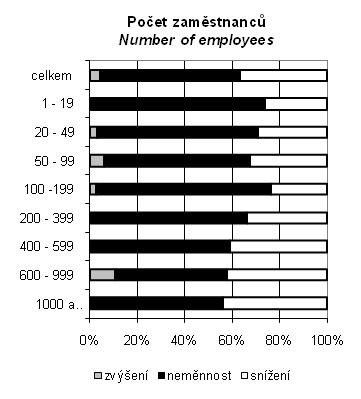 Počet zaměstnanců
Number of employees
celkem
1 - 19
20 - 49
50 - 99
100 -199
200 - 399
400 - 599
600 - 999
1000 a..
0% 20% 40% 60% 80% 100%
zvýšení neměnnost snížení